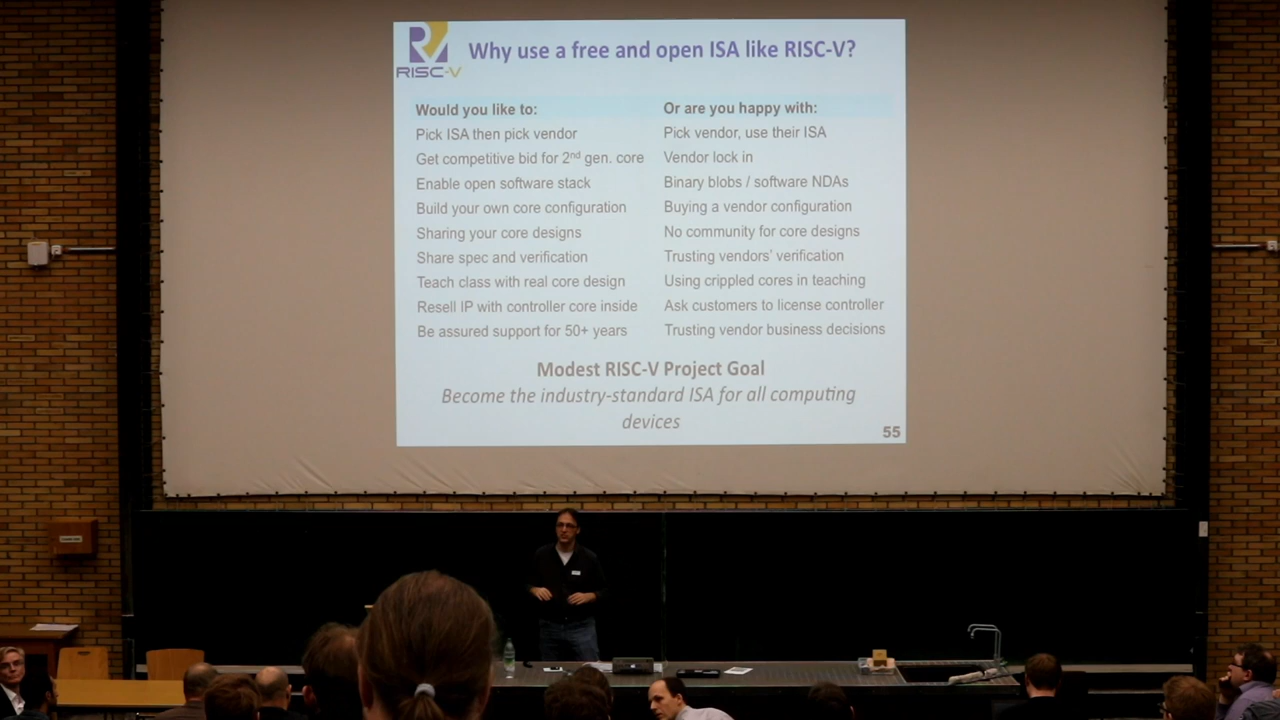 RISC-V
Why use a free and open ISA like RISC-V?
Would you like to:
Pick ISA then pick vendor
Get competitive bid for 2nd gen. core
Enable open software stack
Build your own core configuration
Sharing your core designs
Share spec and verification
Teach class with real core design
Resell IP with controller core inside
Be assured support for 50+ years
Or are you happy with:
Pick vendor, use their ISA
Vendor lock in
Binary blobs / software NDAs
Buying a vendor configuration
No community for core designs
Trusting vendors' verification
Using crippled cores in teaching
Ask customers to license controller
Trusting vendor business decisions
Modest RISC-V Project Goal
Become the industry-standard ISA for all computing
devices
55